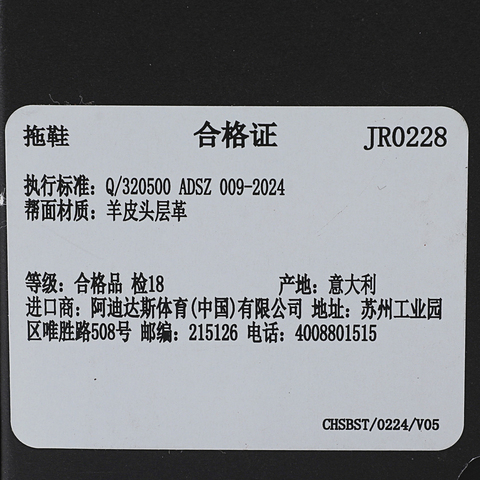 拖鞋 合格证 JR0228
执行标准: Q/320500 ADSZ 009-2024
帮面材质: 羊皮头层革
等级: 合格品 检18 产地: 意大利
进口商: 阿迪达斯体育(中国)有限公司 地址: 苏州工业园
区唯胜路508号 邮编: 215126 电话: 4008801515
CHSBST/0224/V05